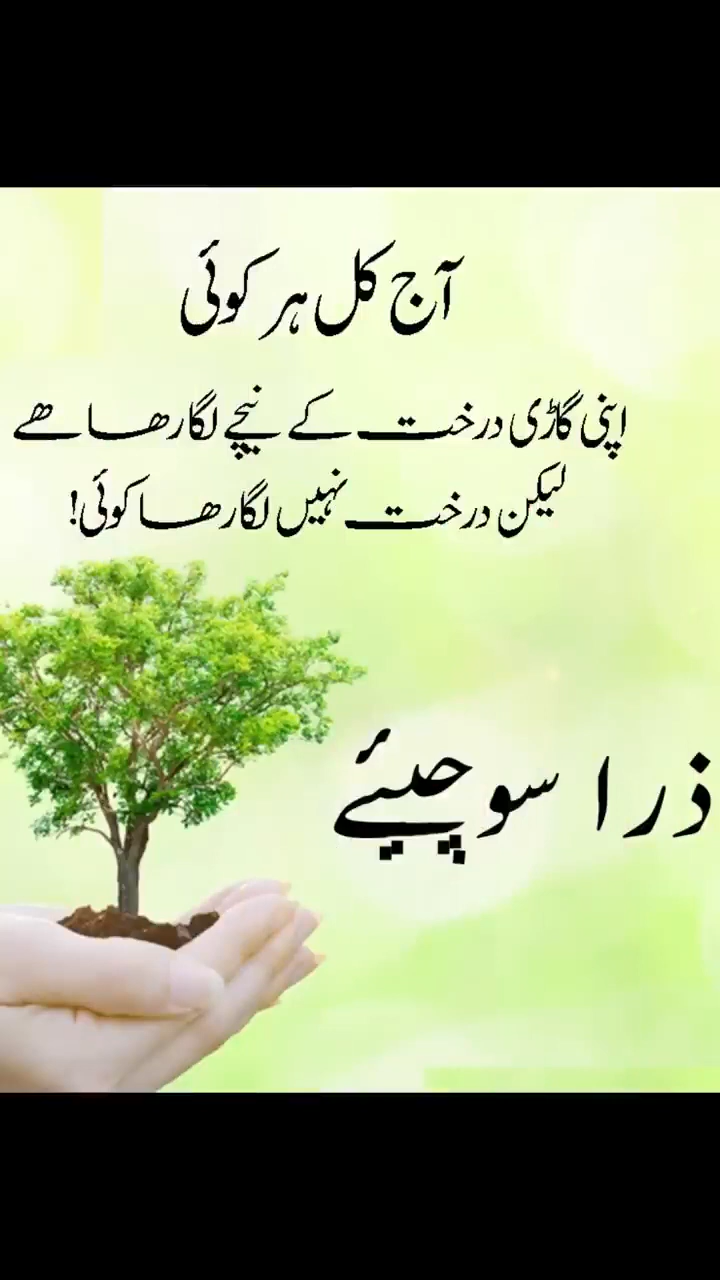 آج کل ہر کوئی
اپنی گاڑی درخت کے نیچے لگا رھا ھے
لیکن درخت نہیں لگا رھا کوئی!
ذرا سوچیئے